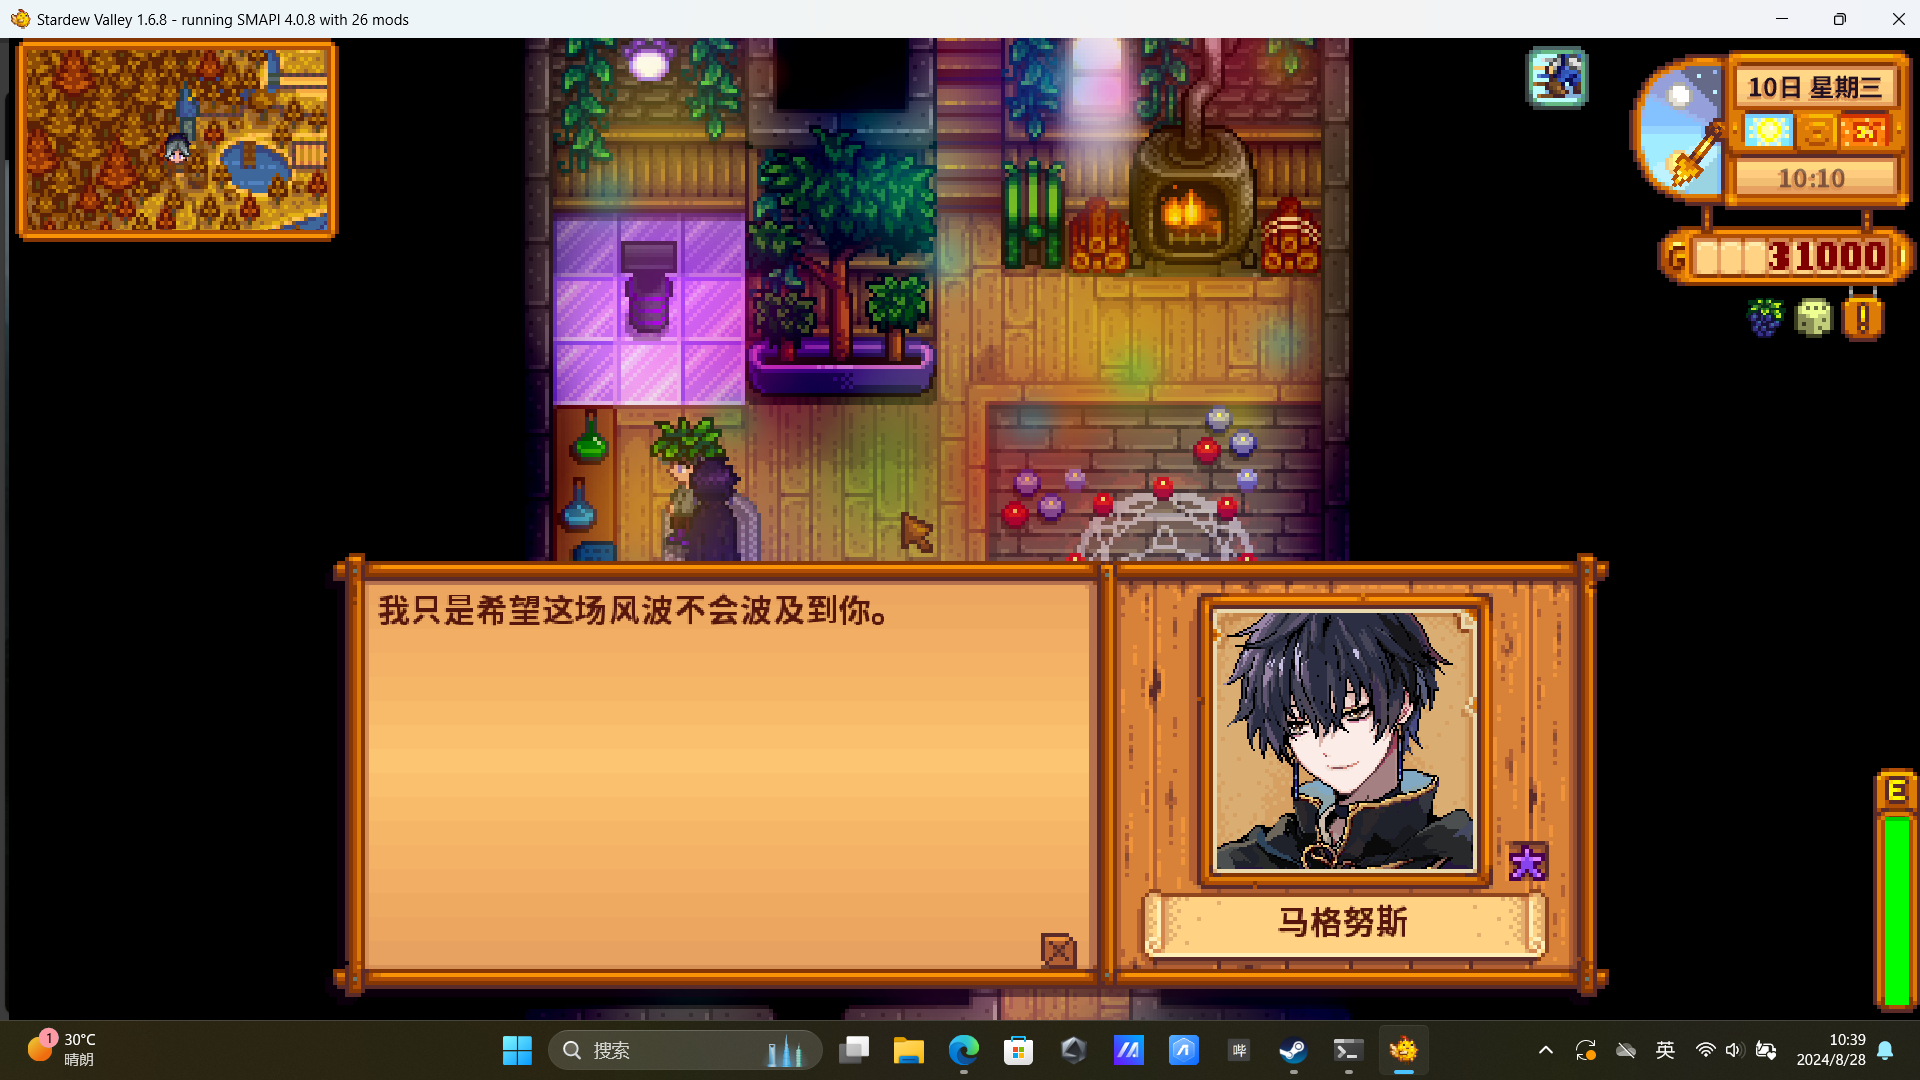 Stardew Valley 1.6.8 - running SMAPI 4.0.8 with 26 mods
10日 星期三
10:10
G
31000
!
我只是希望这场风波不会波及到你。
马格努斯
E
1
30°C
晴朗
搜索
哔
英
10:39
2024/8/28